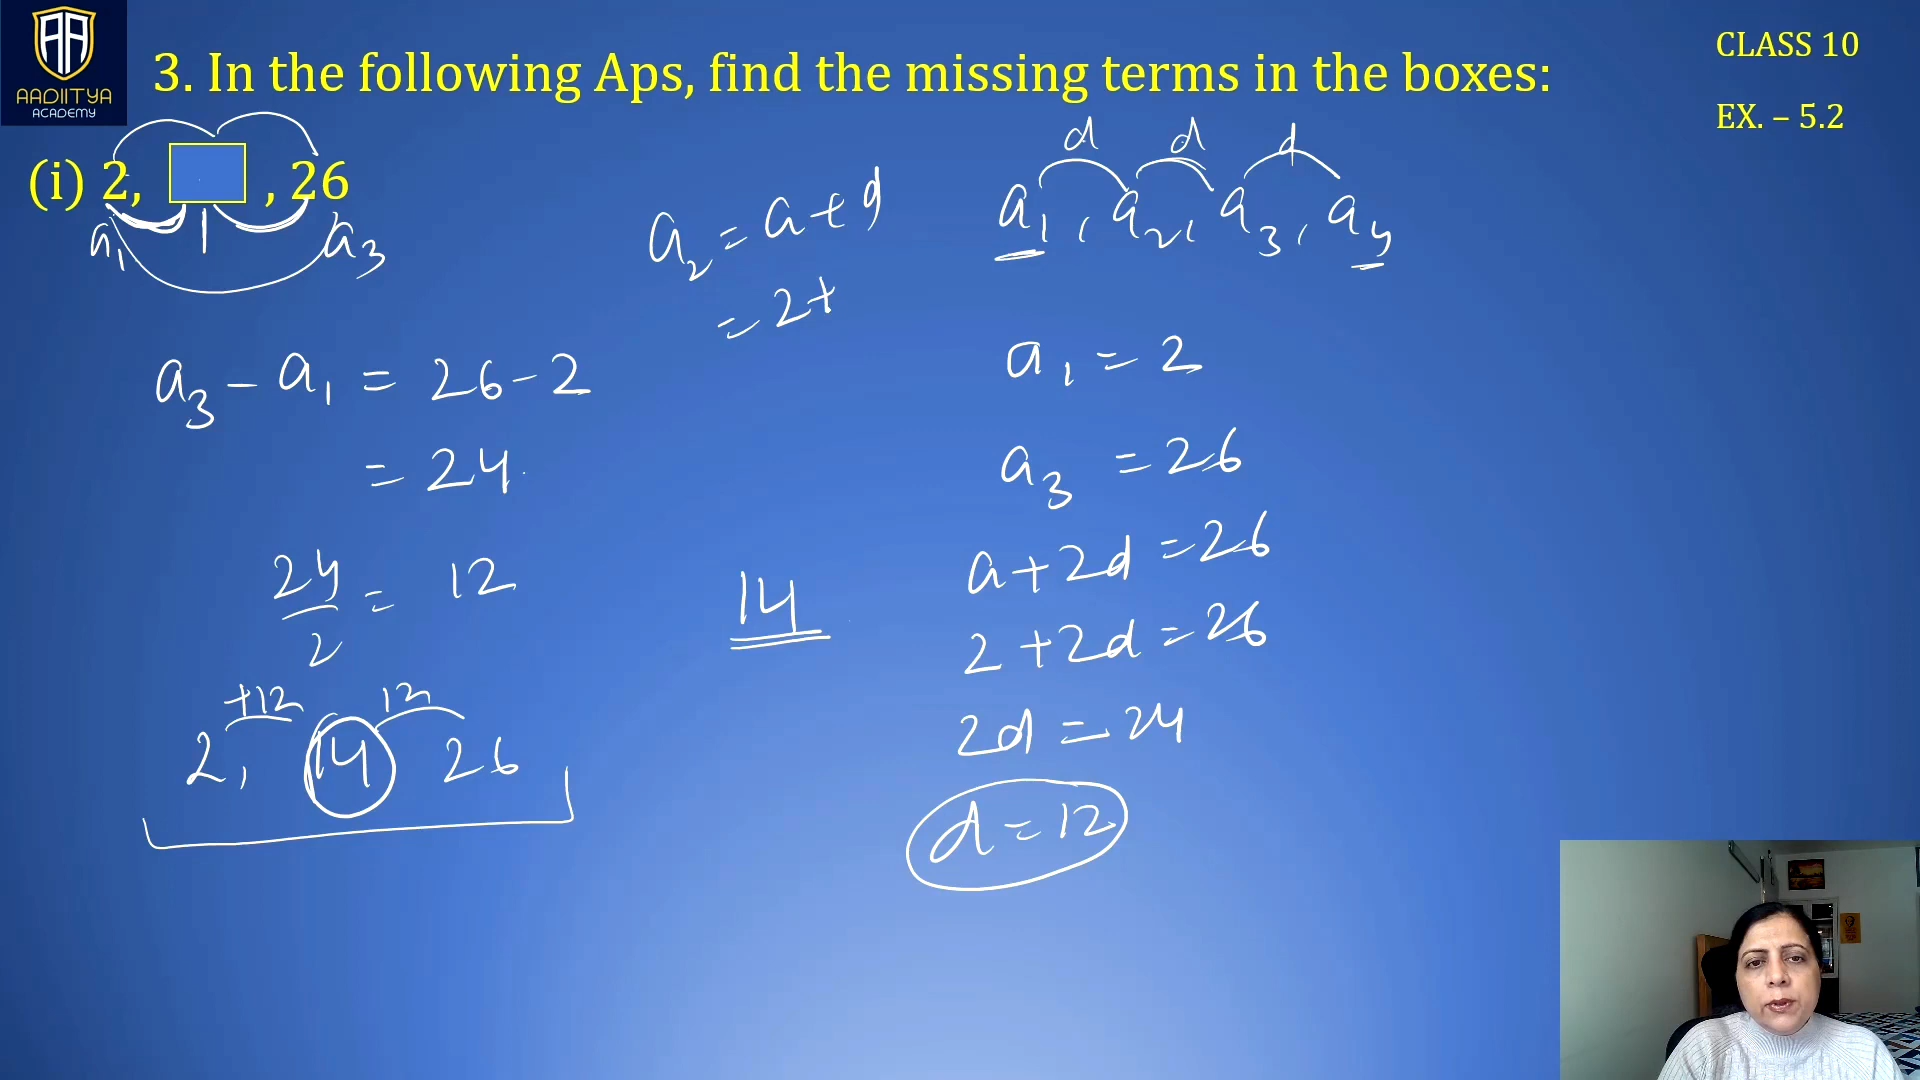 AADIITYA
ACADEMY
3. In the following Aps, find the missing terms in the boxes:
CLASS 10
EX. – 5.2
(i) 2, , 26
a₁ 1 a₃
a₃ - a₁ = 26 - 2
= 24
24/2 = 12
+12 12
2, 14 26
a₂ = a + d
= 2 +
14
d d d
a₁, a₂, a₃, a₄
a₁ = 2
a₃ = 26
a + 2d = 26
2 + 2d = 26
2d = 24
d = 12